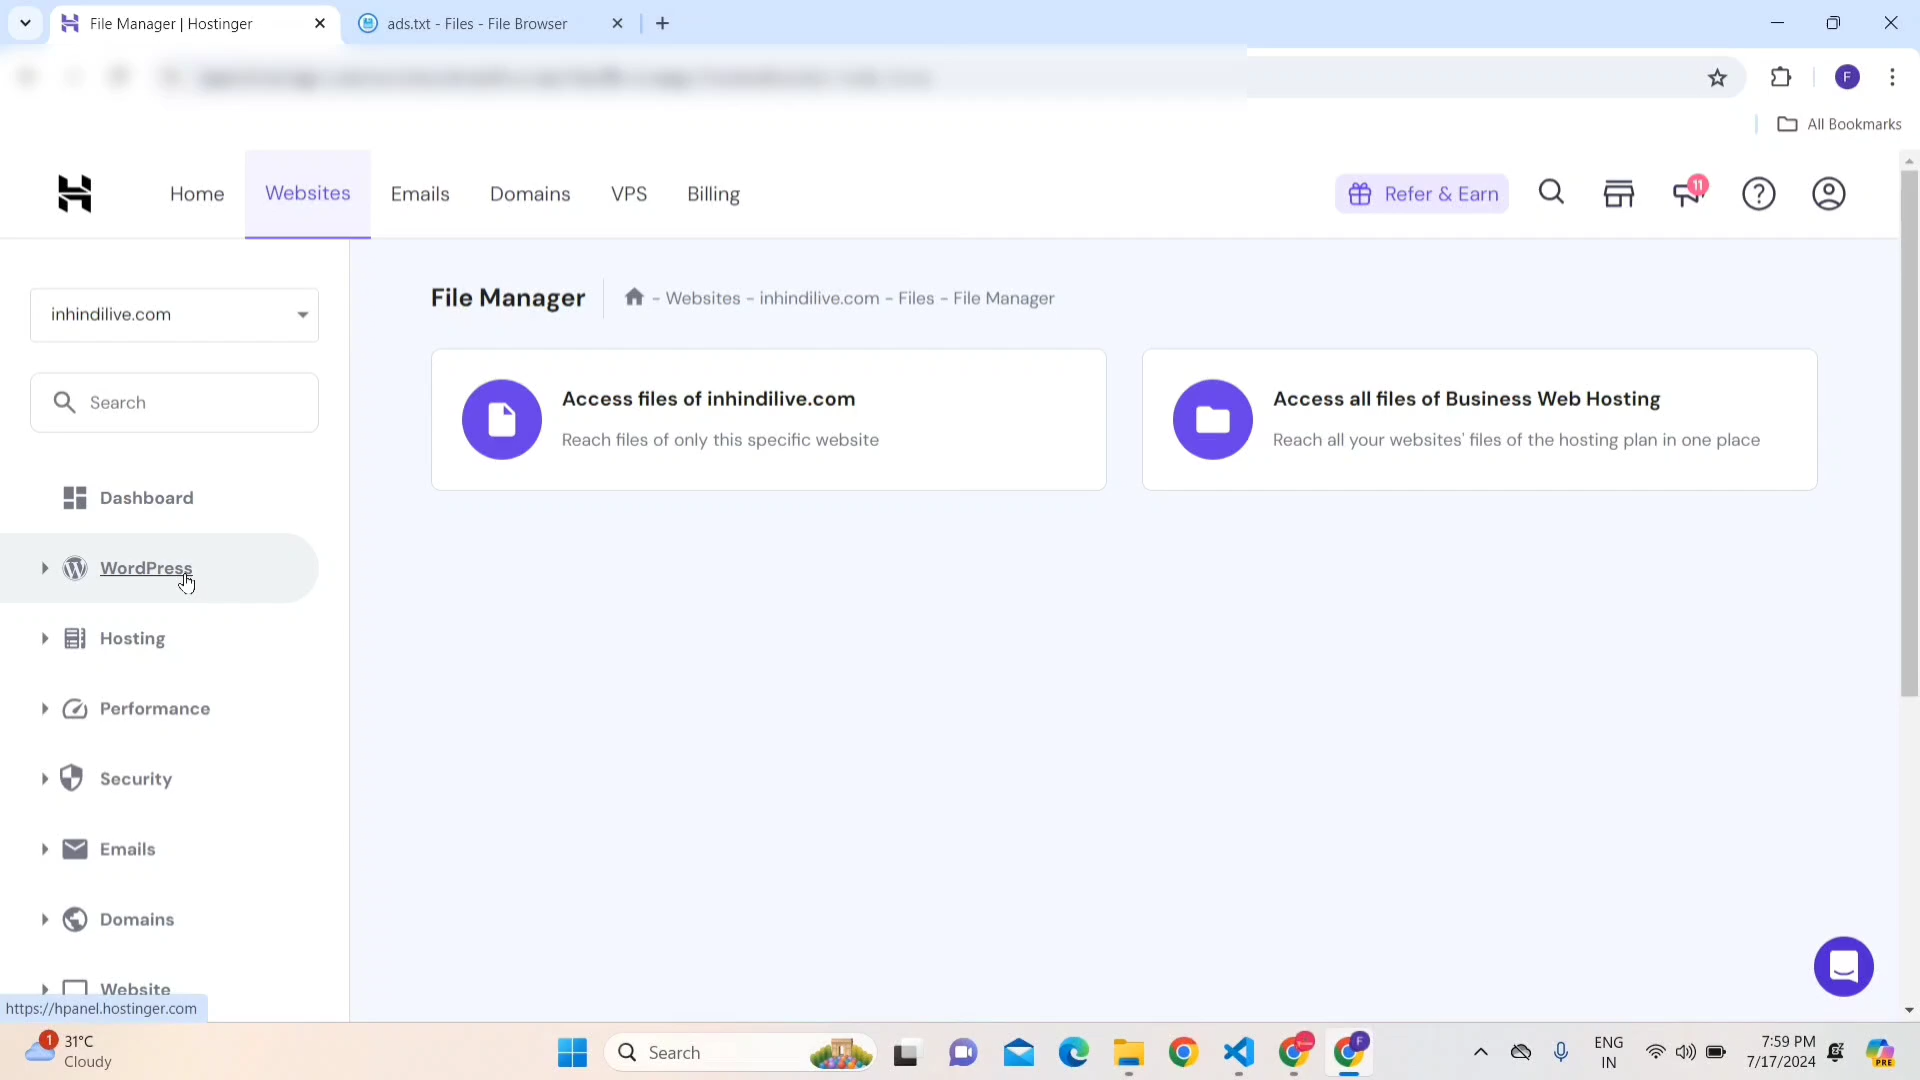 File Manager | Hostinger
ads.txt - Files - File Browser
F
All Bookmarks
Home
Websites
Emails
Domains
VPS
Billing
Refer & Earn
11
inhindilive.com
Search
Dashboard
WordPress
Hosting
Performance
Security
Emails
Domains
Website
https://hpanel.hostinger.com
File Manager
- Websites - inhindilive.com - Files - File Manager
Access files of inhindilive.com
Reach files of only this specific website
Access all files of Business Web Hosting
Reach all your websites' files of the hosting plan in one place
1
31°C
Cloudy
Search
F
ENG
IN
7:59 PM
7/17/2024
PRE